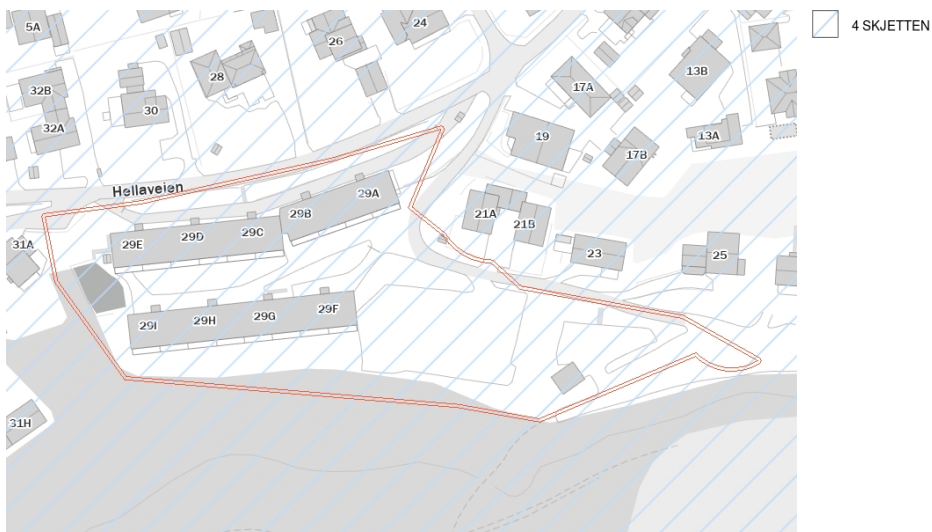 5A
24
26
28
32B
30
32A
17A
13B
19
13A
17B
Høllaveien
29A
29B
21A
21B
29C
29D
29E
31A
23
25
29F
29G
29H
29I
31H
4 SKJETTEN